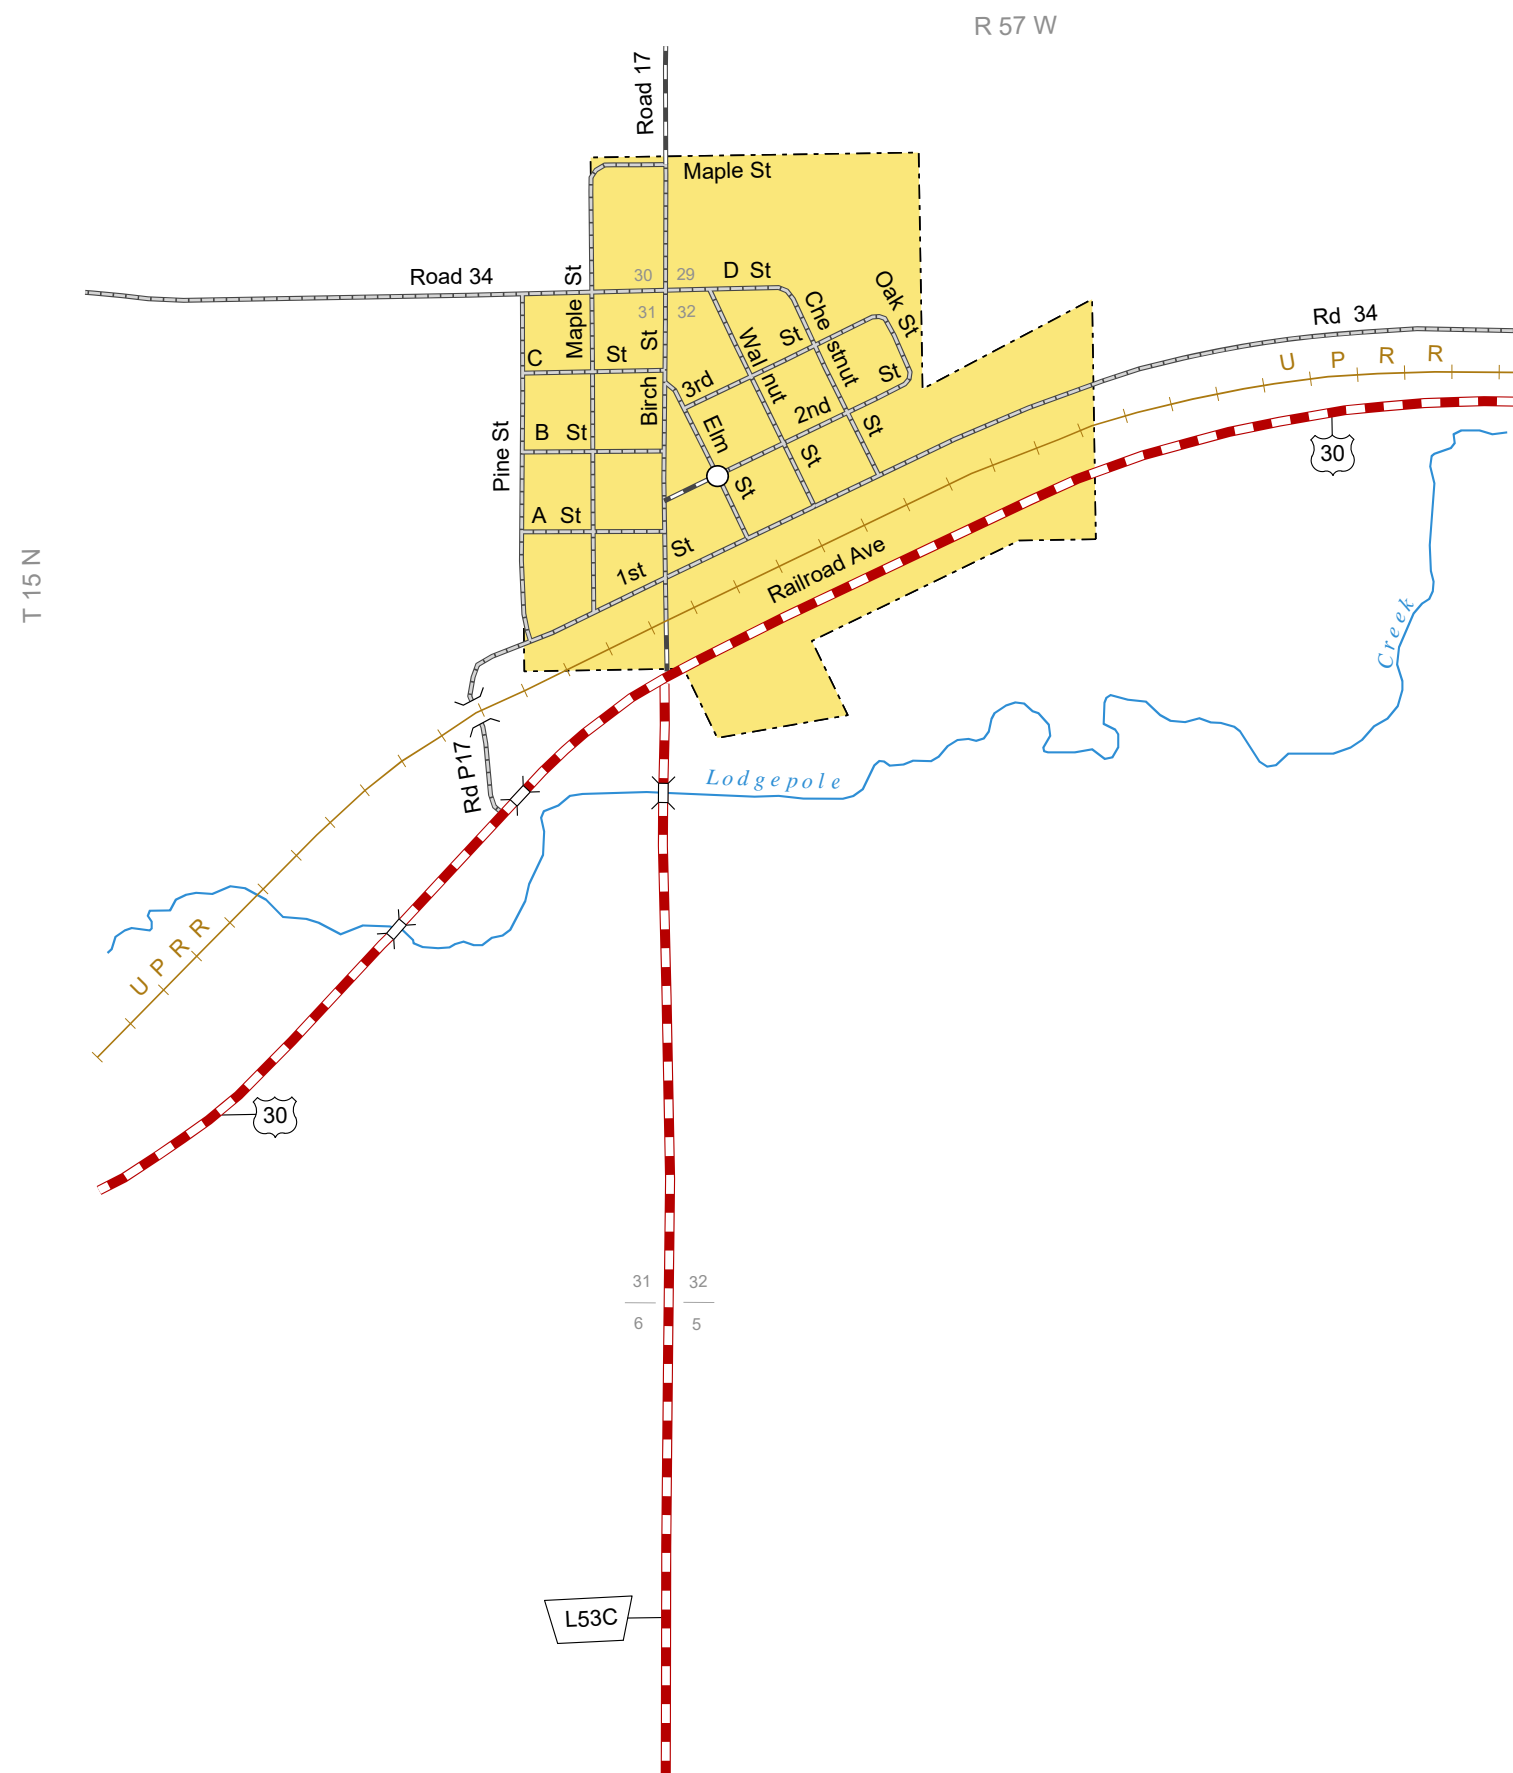 R 57 W
Road 17
Maple St
Road 34
Maple St
30
29
D St
31
32
Che stnut St
Oak St
Rd 34
U P R R
C St
Birch St
Wal nut St
3rd St
2nd St
Elm St
30
B St
Pine St
A St
1st St
Railroad Ave
T 15 N
Lodgepole Creek
Rd P17
U P R R
30
31
32
6
5
L53C